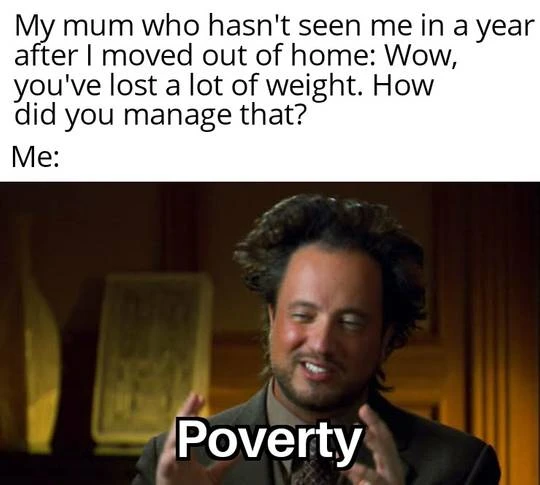 My mum who hasn't seen me in a year
after I moved out of home: Wow,
you've lost a lot of weight. How
did you manage that?
Me:
Poverty